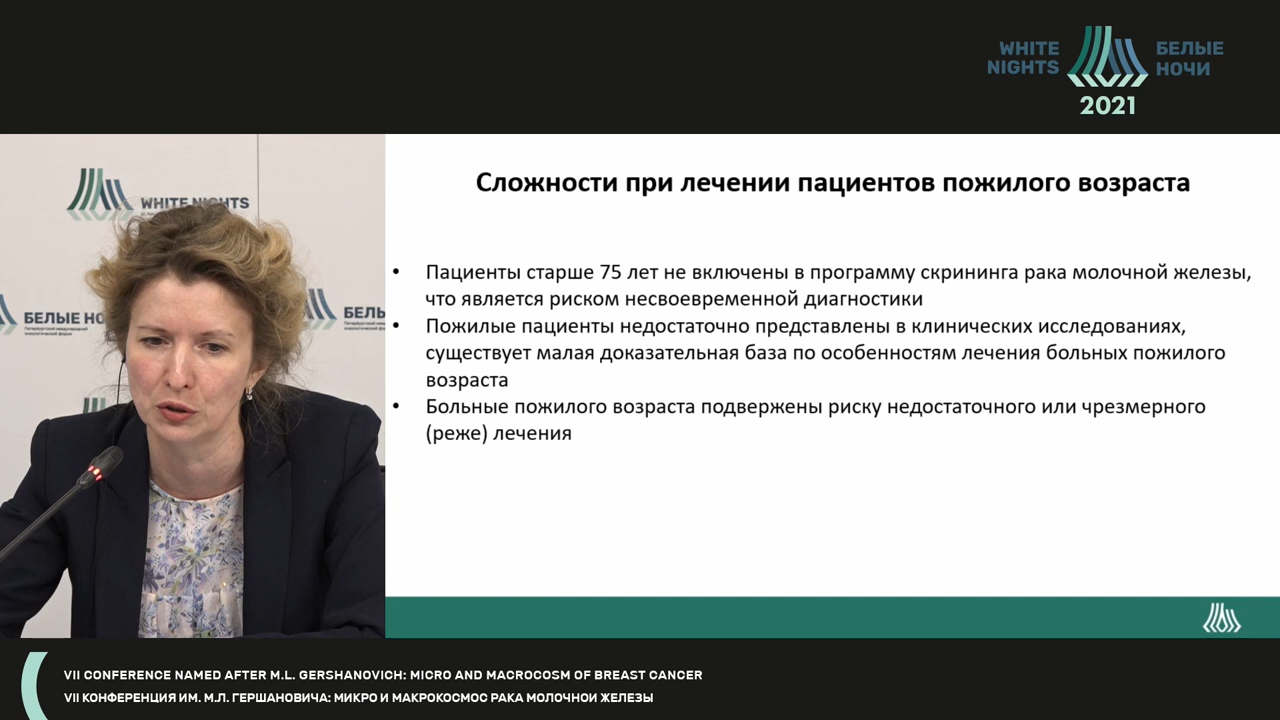 WHITE
NIGHTS
БЕЛЫЕ
НОЧИ
2021
WHITE NIGHTS
БЕЛЫЕ НО
БЕЛЫ
Сложности при лечении пациентов пожилого возраста
• Пациенты старше 75 лет не включены в программу скрининга рака молочной железы,
что является риском несвоевременной диагностики
• Пожилые пациенты недостаточно представлены в клинических исследованиях,
существует малая доказательная база по особенностям лечения больных пожилого
возраста
• Больные пожилого возраста подвержены риску недостаточного или чрезмерного
(реже) лечения
VII CONFERENCE NAMED AFTER M.L. GERSHANOVICH: MICRO AND MACROCOSM OF BREAST CANCER
VII КОНФЕРЕНЦИЯ ИМ. М.Л. ГЕРШАНОВИЧА: МИКРО И МАКРОКОСМОС РАКА МОЛОЧНОЙ ЖЕЛЕЗЫ